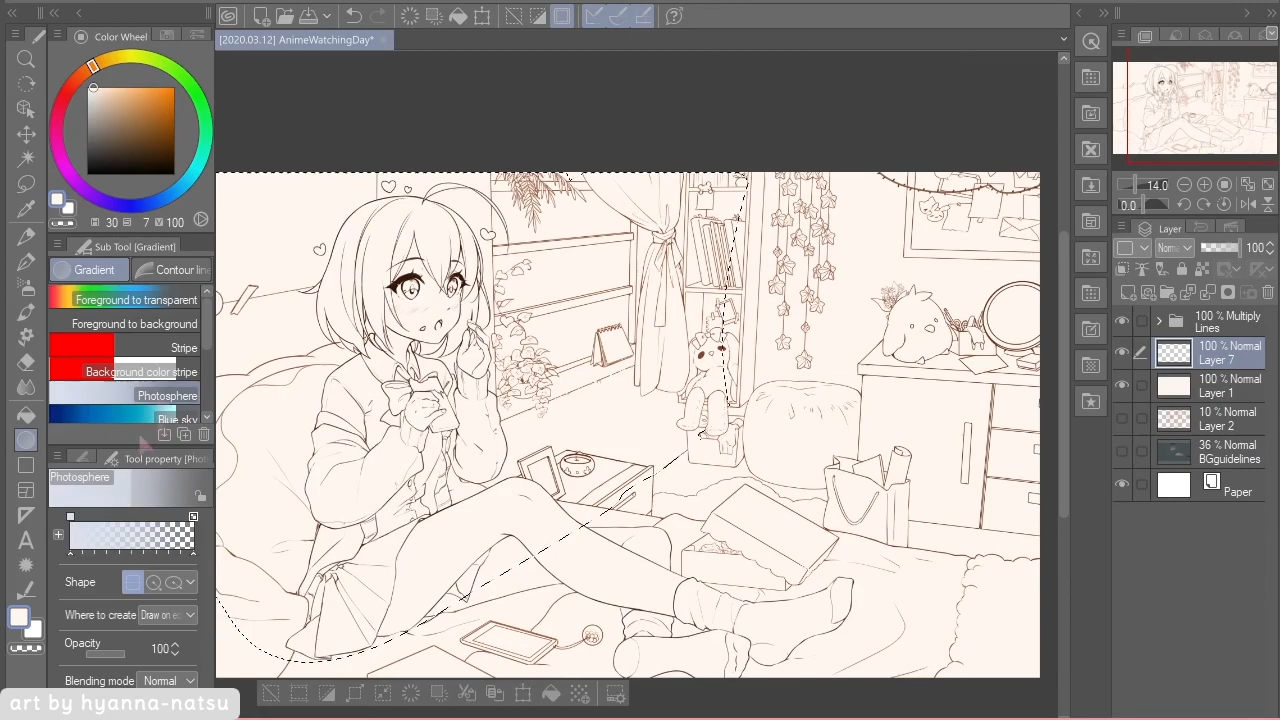 [2020.03.12] AnimeWatchingDay*
Color Wheel
30 7 100
Sub Tool [Gradient]
Gradient
Contour line
Foreground to transparent
Foreground to background
Stripe
Background color stripe
Photosphere
Blue sky
Tool property [Phot
Photosphere
Shape
Where to create Draw on e
Opacity 100
Blending mode Normal
art by hyanna-natsu
14.0
0.0
Layer
Norma 100
100 % Multiply
Lines
100 % Normal
Layer 7
100 % Normal
Layer 1
10 % Normal
Layer 2
36 % Normal
BGguidelines
Paper